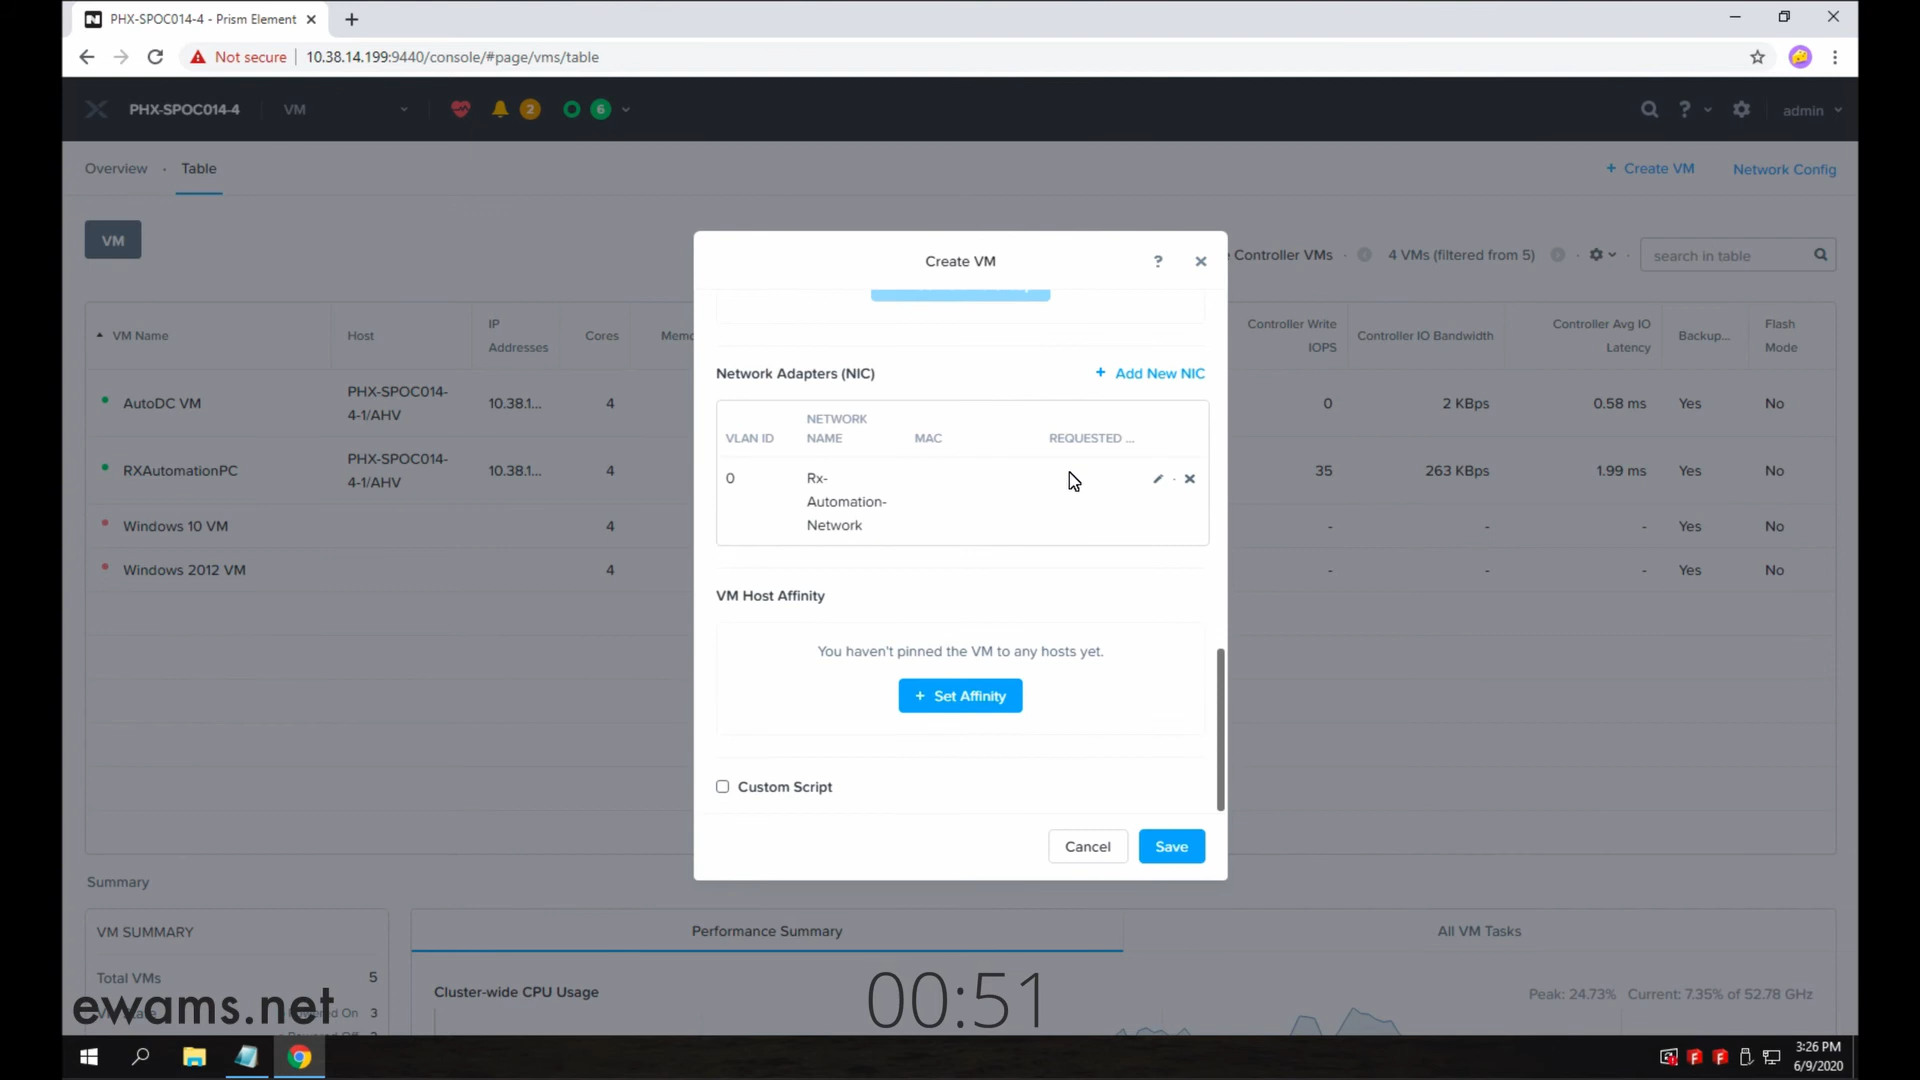 PHX-SPOC014-4 - Prism Element
Not secure
10.38.14.199:9440/console/#page/vms/table
PHX-SPOC014-4
VM
2
6
?
admin
Overview
·
Table
+ Create VM
Network Config
VM
Controller VMs
·
4 VMs (filtered from 5)
·
·
search in table
VM Name
Host
IP
Addresses
Cores
Controller Write
IOPS
Controller IO Bandwidth
Controller Avg IO
Latency
Backup...
Flash
Mode
AutoDC VM
PHX-SPOC014-
4-1/AHV
10.38.1...
4
0
2 KBps
0.58 ms
Yes
No
RXAutomationPC
PHX-SPOC014-
4-1/AHV
10.38.1...
4
35
263 KBps
1.99 ms
Yes
No
Windows 10 VM
4
-
-
-
Yes
No
Windows 2012 VM
4
-
-
-
Yes
No
Create VM
?
Network Adapters (NIC)
+ Add New NIC
VLAN ID
NETWORK
NAME
MAC
REQUESTED ...
0
Rx-
Automation-
Network
VM Host Affinity
You haven't pinned the VM to any hosts yet.
+ Set Affinity
Custom Script
Cancel
Save
Summary
VM SUMMARY
Total VMs
5
On
3
Performance Summary
All VM Tasks
Cluster-wide CPU Usage
Peak: 24.73%
Current: 7.35% of 52.78 GHz
ewams.net
00:51
3:26 PM
6/9/2020